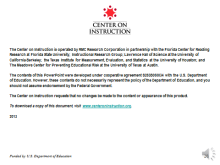 CENTER ON
INSTRUCTION
The Center on Instruction is operated by RMC Research Corporation in partnership with the Florida Center for Reading
Research at Florida State University; Instructional Research Group; Lawrence Hall of Science at the University of
California-Berkeley; the Texas Institute for Measurement, Evaluation, and Statistics at the University of Houston; and
The Meadows Center for Preventing Educational Risk at the University of Texas at Austin.
The contents of this PowerPoint were developed under cooperative agreement S283B050034 with the U.S. Department
of Education. However, these contents do not necessarily represent the policy of the Department of Education, and you
should not assume endorsement by the Federal Government.
The Center on Instruction requests that no changes be made to the content or appearance of this product.
To download a copy of this document visit www.centeroninstruction.org
2012
Provided by U.S. Department of Education